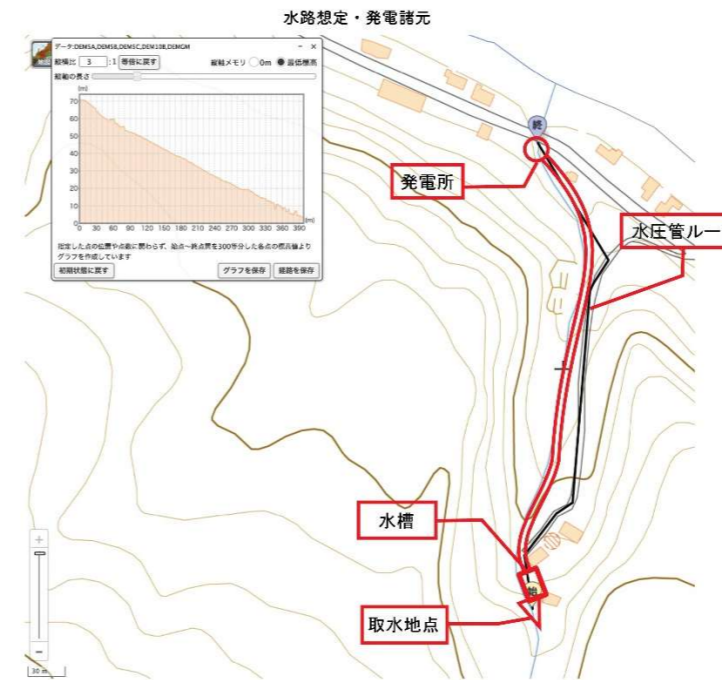 水路想定・発電諸元
データ:DEM5A,DEM5B,DEM5C,DEM10B,DEMGM
− ×
縦横比 3 :1 等倍に戻す 縦軸メモリ 0m 最低標高
縦軸の長さ
[m]
70
60
50
40
30
20
10
0
0 30 60 90 120 150 180 210 240 270 300 330 360 390 [m]
指定した点の位置や点数に関わらず、始点~終点間を300等分した各点の標高値より
グラフを作成しています
初期状態に戻す グラフを保存 経路を保存
終
発電所
水圧管ルー
水槽
始
取水地点
+
−
30 m